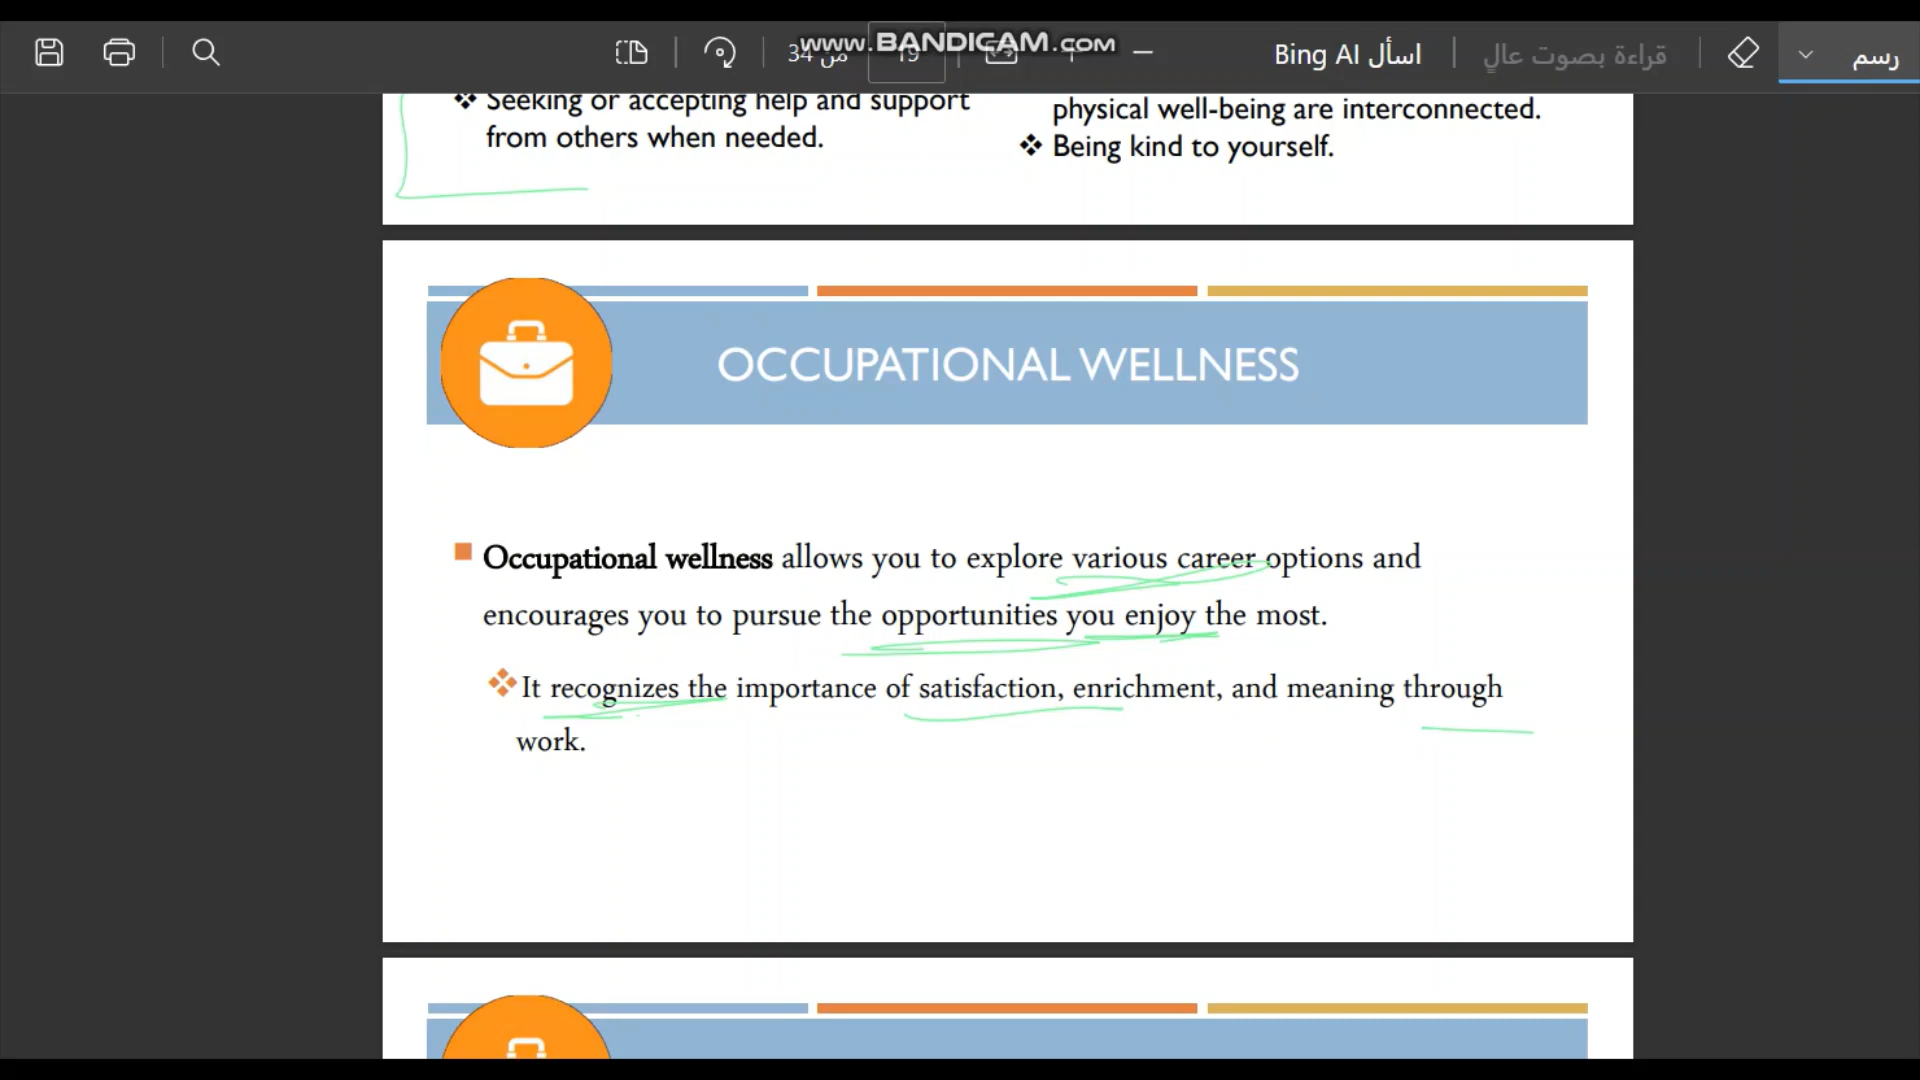 www.BANDICAM.com
34 من
19
اسأل Bing AI
قراءة بصوت عالٍ
رسم
❖ Seeking or accepting help and support
from others when needed.
physical well-being are interconnected.
❖ Being kind to yourself.
OCCUPATIONAL WELLNESS
Occupational wellness allows you to explore various career options and
encourages you to pursue the opportunities you enjoy the most.
❖It recognizes the importance of satisfaction, enrichment, and meaning through
work.